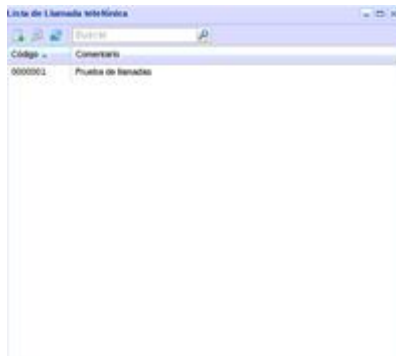 Lista de Llamada telefónica
Buscar
Código Comentario
0000001 Prueba de llamadas